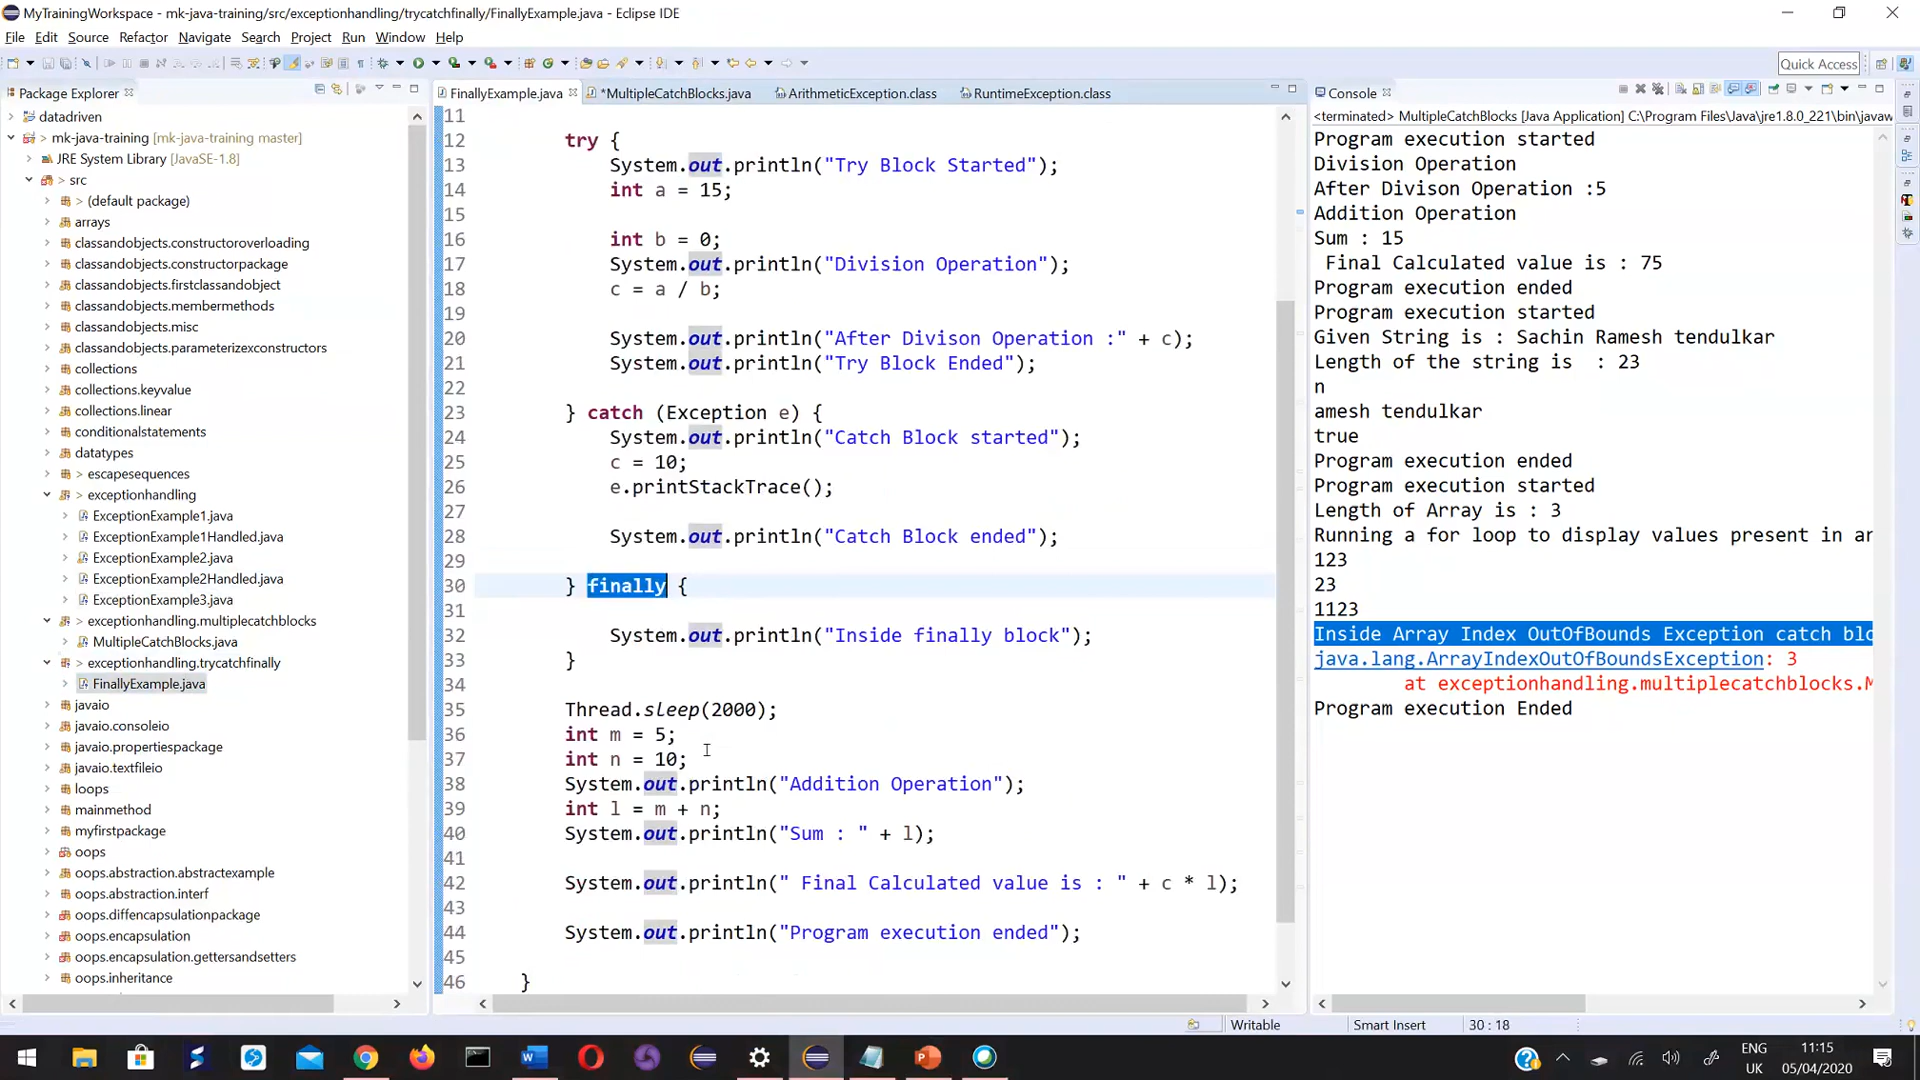 MyTrainingWorkspace - mk-java-training/src/exceptionhandling/trycatchfinally/FinallyExample.java - Eclipse IDE
File Edit Source Refactor Navigate Search Project Run Window Help
Quick Access
Package Explorer
datadriven
mk-java-training [mk-java-training master]
JRE System Library [JavaSE-1.8]
src
(default package)
arrays
classandobjects.constructoroverloading
classandobjects.constructorpackage
classandobjects.firstclassandobject
classandobjects.membermethods
classandobjects.misc
classandobjects.parameterizexconstructors
collections
collections.keyvalue
collections.linear
conditionalstatements
datatypes
escapesequences
exceptionhandling
ExceptionExample1.java
ExceptionExample1Handled.java
ExceptionExample2.java
ExceptionExample2Handled.java
ExceptionExample3.java
exceptionhandling.multiplecatchblocks
MultipleCatchBlocks.java
exceptionhandling.trycatchfinally
FinallyExample.java
javaio
javaio.consoleio
javaio.propertiespackage
javaio.textfileio
loops
mainmethod
myfirstpackage
oops
oops.abstraction.abstractexample
oops.abstraction.interf
oops.diffencapsulationpackage
oops.encapsulation
oops.encapsulation.gettersandsetters
oops.inheritance
FinallyExample.java *MultipleCatchBlocks.java ArithmeticException.class RuntimeException.class
11
12 try {
13 System.out.println("Try Block Started");
14 int a = 15;
15
16 int b = 0;
17 System.out.println("Division Operation");
18 c = a / b;
19
20 System.out.println("After Divison Operation :" + c);
21 System.out.println("Try Block Ended");
22
23 } catch (Exception e) {
24 System.out.println("Catch Block started");
25 c = 10;
26 e.printStackTrace();
27
28 System.out.println("Catch Block ended");
29
30 } finally {
31
32 System.out.println("Inside finally block");
33 }
34
35 Thread.sleep(2000);
36 int m = 5;
37 int n = 10;
38 System.out.println("Addition Operation");
39 int l = m + n;
40 System.out.println("Sum : " + l);
41
42 System.out.println(" Final Calculated value is : " + c * l);
43
44 System.out.println("Program execution ended");
45
46 }
Console
<terminated> MultipleCatchBlocks [Java Application] C:\Program Files\Java\jre1.8.0_221\bin\javaw
Program execution started
Division Operation
After Divison Operation :5
Addition Operation
Sum : 15
Final Calculated value is : 75
Program execution ended
Program execution started
Given String is : Sachin Ramesh tendulkar
Length of the string is  : 23
n
amesh tendulkar
true
Program execution ended
Program execution started
Length of Array is : 3
Running a for loop to display values present in ar
123
23
1123
Inside Array Index OutOfBounds Exception catch blo
java.lang.ArrayIndexOutOfBoundsException: 3
at exceptionhandling.multiplecatchblocks.M
Program execution Ended
Writable Smart Insert 30 : 18
ENG
UK
11:15
05/04/2020